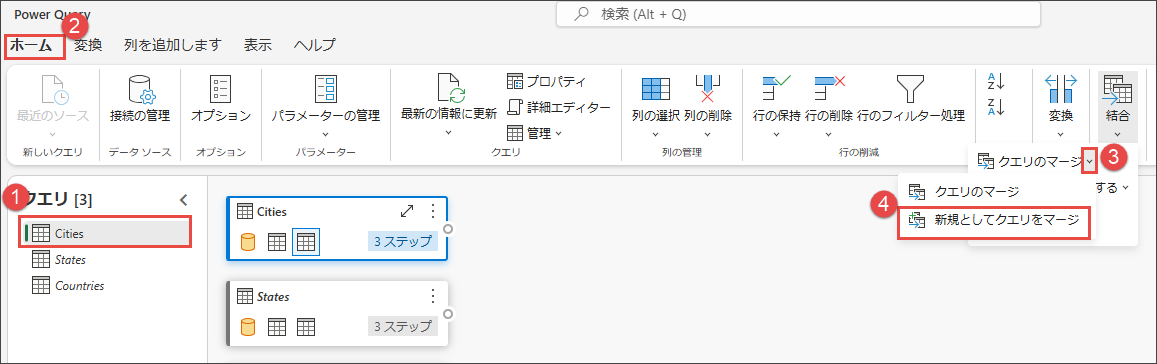 Power Query
検索 (Alt + Q)
2
ホーム 変換 列を追加します 表示 ヘルプ
最近のソース
新しいクエリ
接続の管理
データ ソース
オプション
オプション
パラメーターの管理
パラメーター
最新の情報に更新
プロパティ
詳細エディター
管理
クエリ
列の選択 列の削除
列の管理
行の保持 行の削除 行のフィルター処理
行の削減
A
Z
Z
A
変換
結合
クエリのマージ
3
する
クエリのマージ
4
新規としてクエリをマージ
1
クエリ [3]
Cities
States
Countries
Cities
3 ステップ
States
3 ステップ